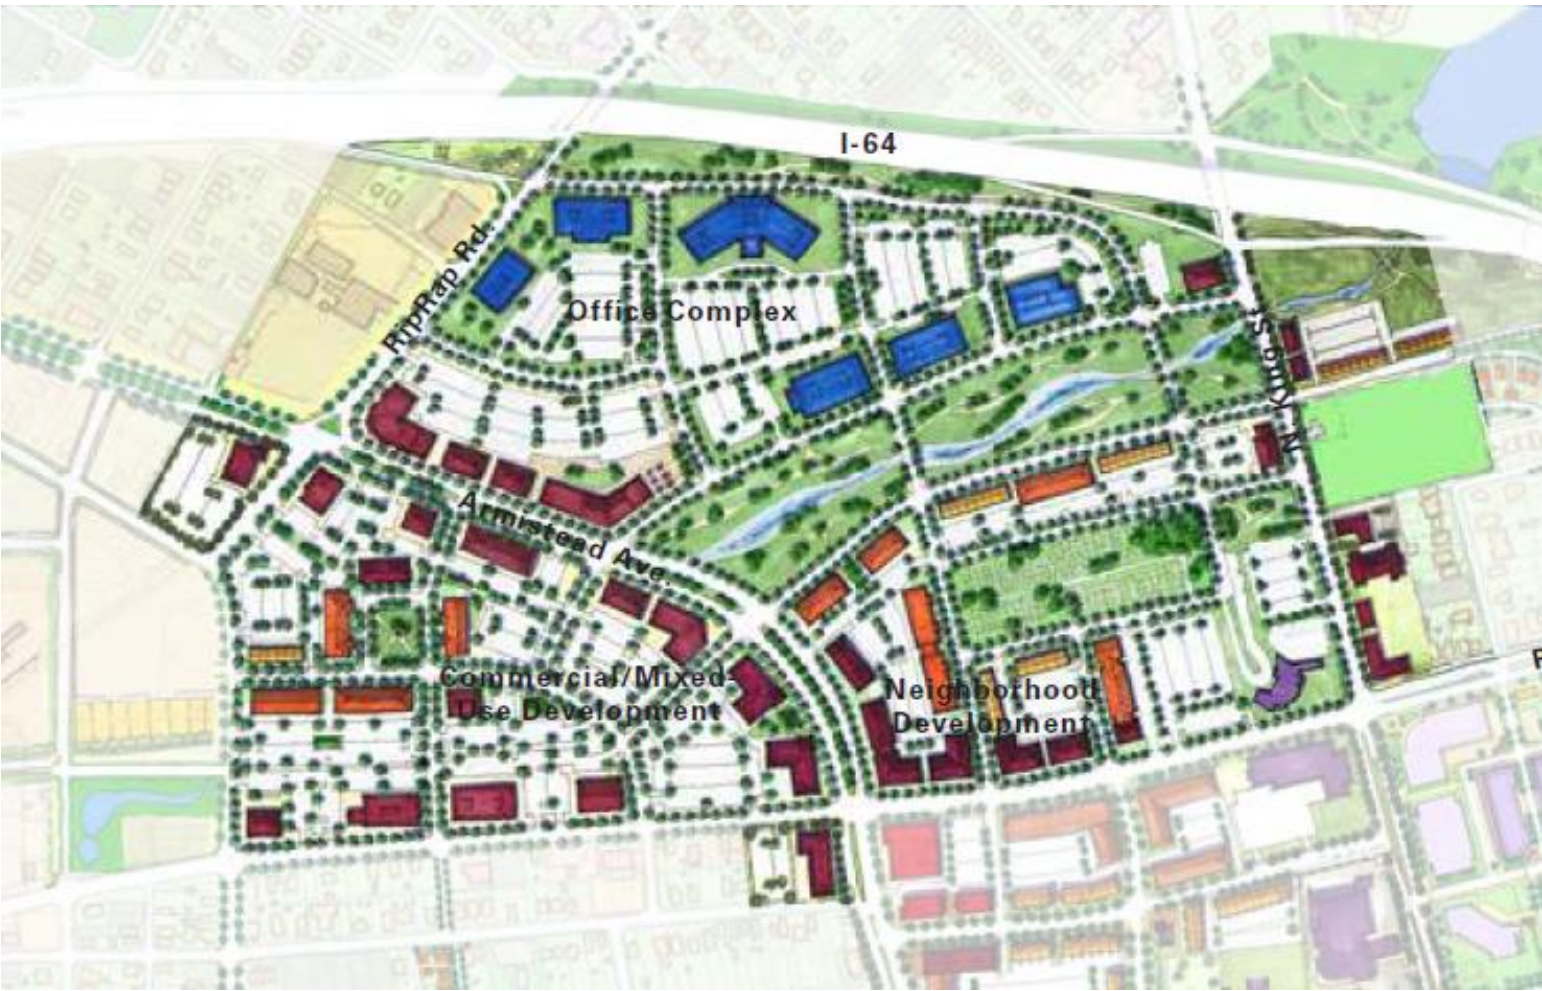 I-64
RipRap Rd.
Office Complex
N. King St.
Armistead Ave.
Commercial/Mixed-
Use Development
Neighborhood
Development